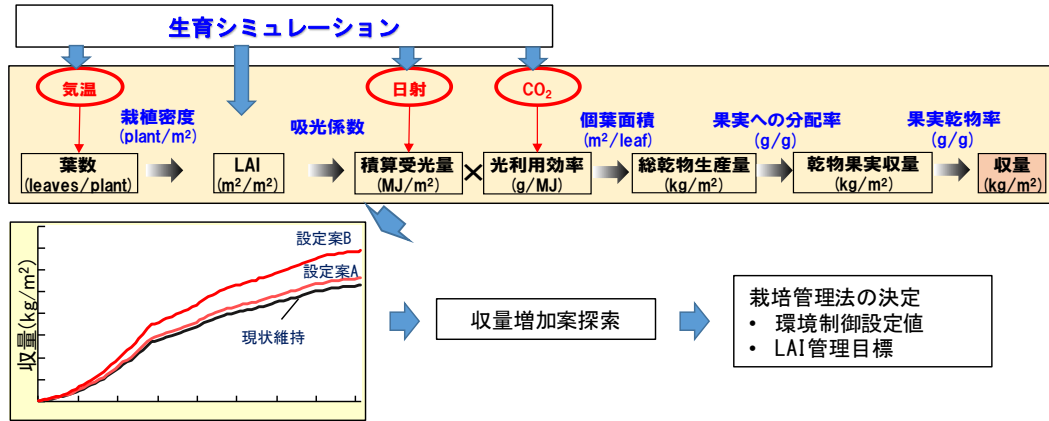 生育シミュレーション
気温
日射
CO₂
栽植密度
(plant/m²)
吸光係数
個葉面積
(m²/leaf)
果実への分配率
(g/g)
果実乾物率
(g/g)
葉数
(leaves/plant)
LAI
(m²/m²)
積算受光量
(MJ/m²)
×
光利用効率
(g/MJ)
総乾物生産量
(kg/m²)
乾物果実収量
(kg/m²)
収量
(kg/m²)
収量(kg/m²)
設定案B
設定案A
現状維持
収量増加案探索
栽培管理法の決定
• 環境制御設定値
• LAI管理目標